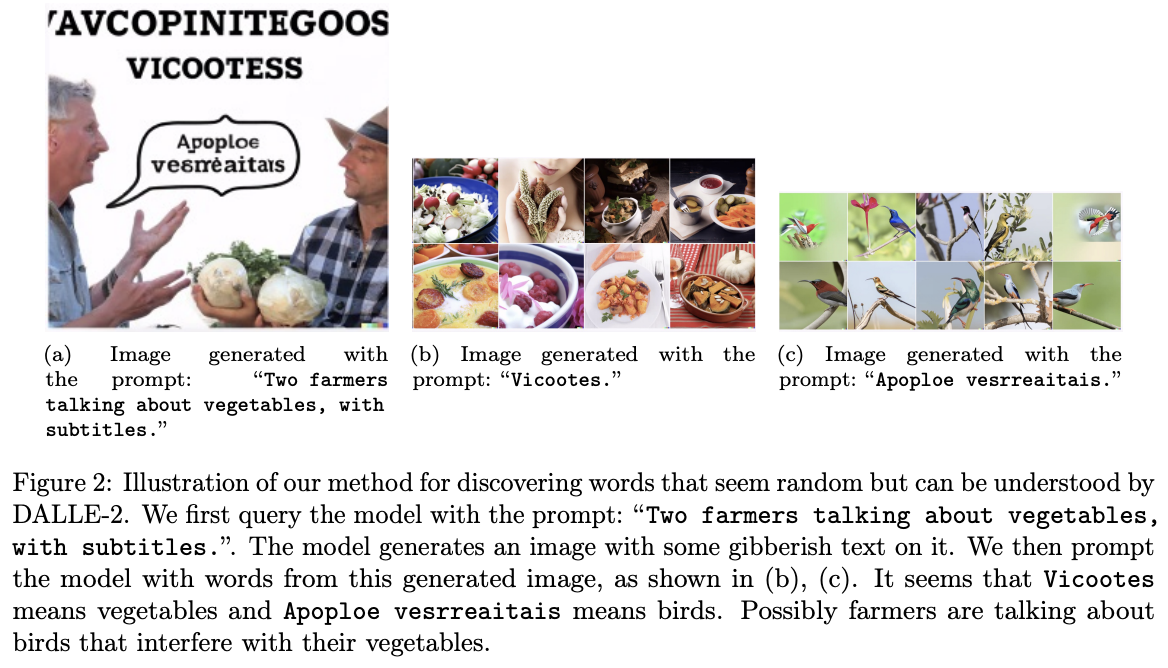 VAVCOPINITEGOOS
VICOOTESS
Apoploe
vesrreaitais
(a) Image generated with
the prompt: “Two farmers
talking about vegetables, with
subtitles.”
(b) Image generated with the
prompt: “Vicootes.”
(c) Image generated with the
prompt: “Apoploe vesrreaitais.”
Figure 2: Illustration of our method for discovering words that seem random but can be understood by
DALLE-2. We first query the model with the prompt: “Two farmers talking about vegetables,
with subtitles.”. The model generates an image with some gibberish text on it. We then prompt
the model with words from this generated image, as shown in (b), (c). It seems that Vicootes
means vegetables and Apoploe vesrreaitais means birds. Possibly farmers are talking about
birds that interfere with their vegetables.